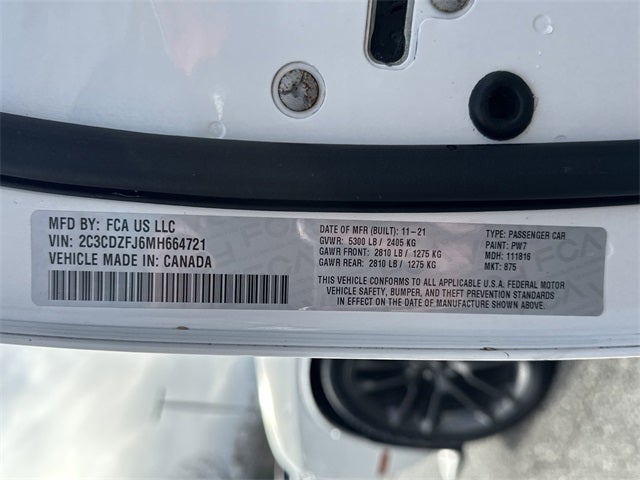 MFD BY: FCA US LLC
VIN: 2C3CDZFJ6MH664721
VEHICLE MADE IN: CANADA
DATE OF MFR (BUILT): 11-21
GVWR: 5300 LB / 2405 KG
GAWR FRONT: 2810 LB / 1275 KG
GAWR REAR: 2810 LB / 1275 KG
TYPE: PASSENGER CAR
PAINT: PW7
MDH: 111816
MKT: 875
THIS VEHICLE CONFORMS TO ALL APPLICABLE U.S.A. FEDERAL MOTOR
VEHICLE SAFETY, BUMPER, AND THEFT PREVENTION STANDARDS
IN EFFECT ON THE DATE OF MANUFACTURE SHOWN ABOVE.